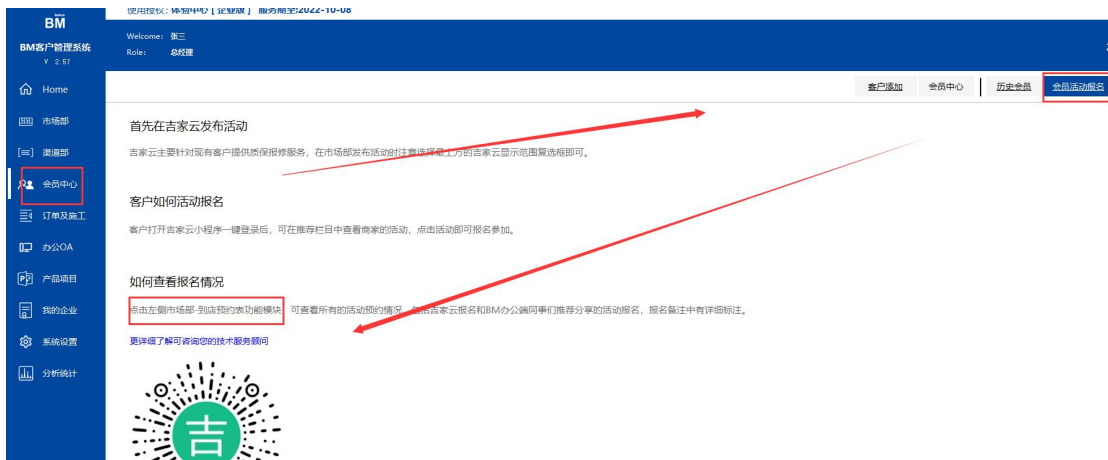 使用授权: 体验中心 [ 企业版 ] 服务期至:2022-10-08
BM
BM客户管理系统
V 2.57
Welcome: 张三
Role: 总经理
客户添加 会员中心 历史会员 会员活动报名
Home
市场部
渠道部
会员中心
订单及施工
办公OA
产品项目
我的企业
系统设置
分析统计
首先在吉家云发布活动
吉家云主要针对现有客户提供质保报修服务，在市场部发布活动时注意选择最上方的吉家云显示范围复选框即可。
客户如何活动报名
客户打开吉家云小程序一键登录后，可在推荐栏目中查看商家的活动，点击活动即可报名参加。
如何查看报名情况
点击左侧市场部-到店预约表功能模块，可查看所有的活动预约情况，包括吉家云报名和BM办公端同事们推荐分享的活动报名，报名备注中有详细标注。
更详细了解可咨询您的技术服务顾问
吉